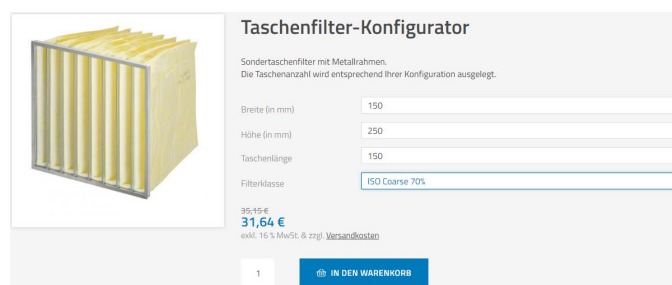 Taschenfilter-Konfigurator
Sondertaschenfilter mit Metallrahmen.
Die Taschenanzahl wird entsprechend Ihrer Konfiguration ausgelegt.
Breite (in mm) 150
Höhe (in mm) 250
Taschenlänge 150
Filterklasse ISO Coarse 70%
35,15 €
31,64 €
exkl. 16 % MwSt. & zzgl. Versandkosten
1 IN DEN WARENKORB